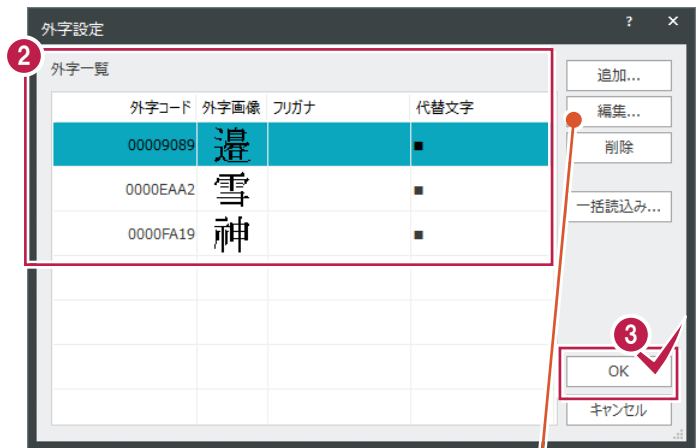 外字設定
? ×
2
外字一覧
追加...
外字コード 外字画像 フリガナ 代替文字
編集...
00009089 邉 ■
削除
0000EAA2 雪 ■
一括読込み...
0000FA19 神 ■
3
OK
キャンセル